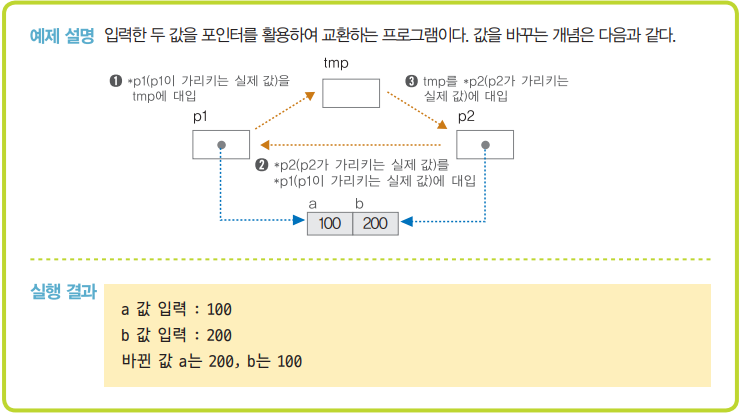 예제 설명 입력한 두 값을 포인터를 활용하여 교환하는 프로그램이다. 값을 바꾸는 개념은 다음과 같다.
tmp
❶ *p1(p1이 가리키는 실제 값)을
tmp에 대입
❸ tmp를 *p2(p2가 가리키는
실제 값)에 대입
p1
p2
❷ *p2(p2가 가리키는 실제 값)를
*p1(p1이 가리키는 실제 값)에 대입
a b
100 200
실행 결과
a 값 입력 : 100
b 값 입력 : 200
바뀐 값 a는 200, b는 100